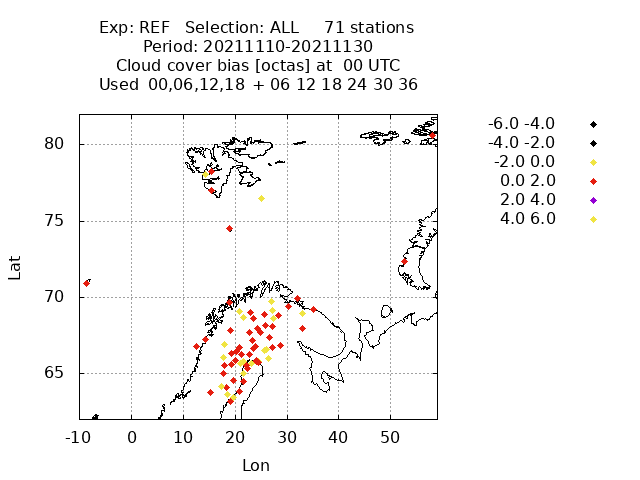 Exp: REF Selection: ALL 71 stations
Period: 20211110-20211130
Cloud cover bias [octas] at 00 UTC
Used 00,06,12,18 + 06 12 18 24 30 36
-6.0 -4.0
-4.0 -2.0
-2.0 0.0
0.0 2.0
2.0 4.0
4.0 6.0
80
75
70
65
Lat
-10 0 10 20 30 40 50
Lon